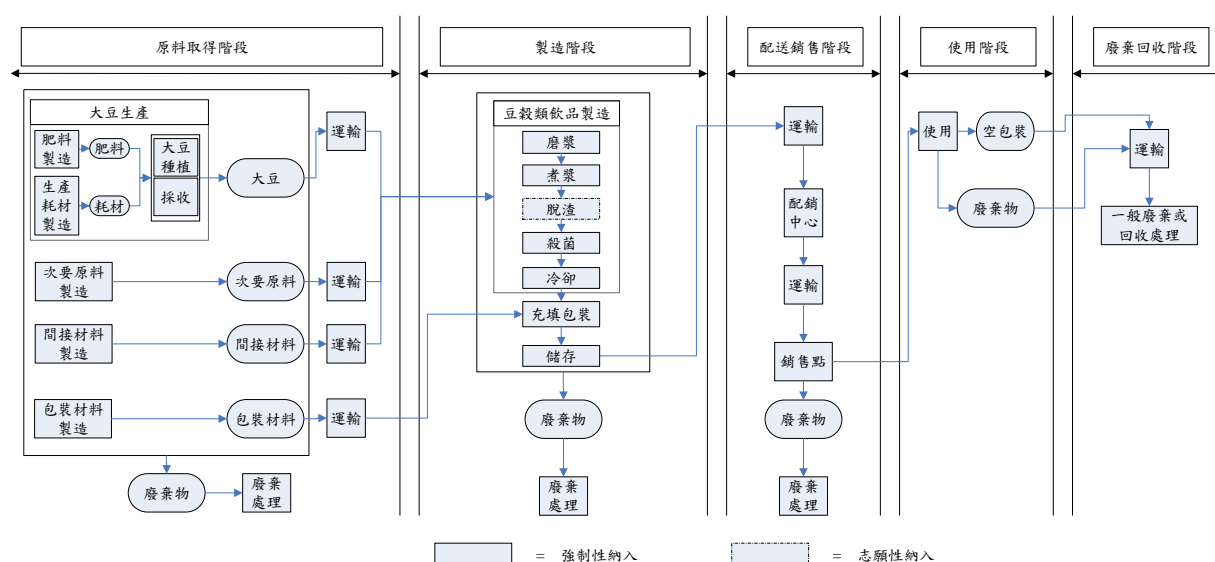 原料取得階段
製造階段
配送銷售階段
使用階段
廢棄回收階段
大豆生產
肥料
製造
肥料
生產
耗材
製造
耗材
大豆
種植
採收
大豆
運輸
次要原料
製造
次要原料
運輸
間接材料
製造
間接材料
運輸
包裝材料
製造
包裝材料
運輸
廢棄物
廢棄
處理
豆穀類飲品製造
磨漿
煮漿
脫渣
殺菌
冷卻
充填包裝
儲存
廢棄物
廢棄
處理
運輸
配銷
中心
運輸
銷售點
廢棄物
廢棄
處理
使用
空包裝
廢棄物
運輸
一般廢棄或
回收處理
= 強制性納入
= 志願性納入